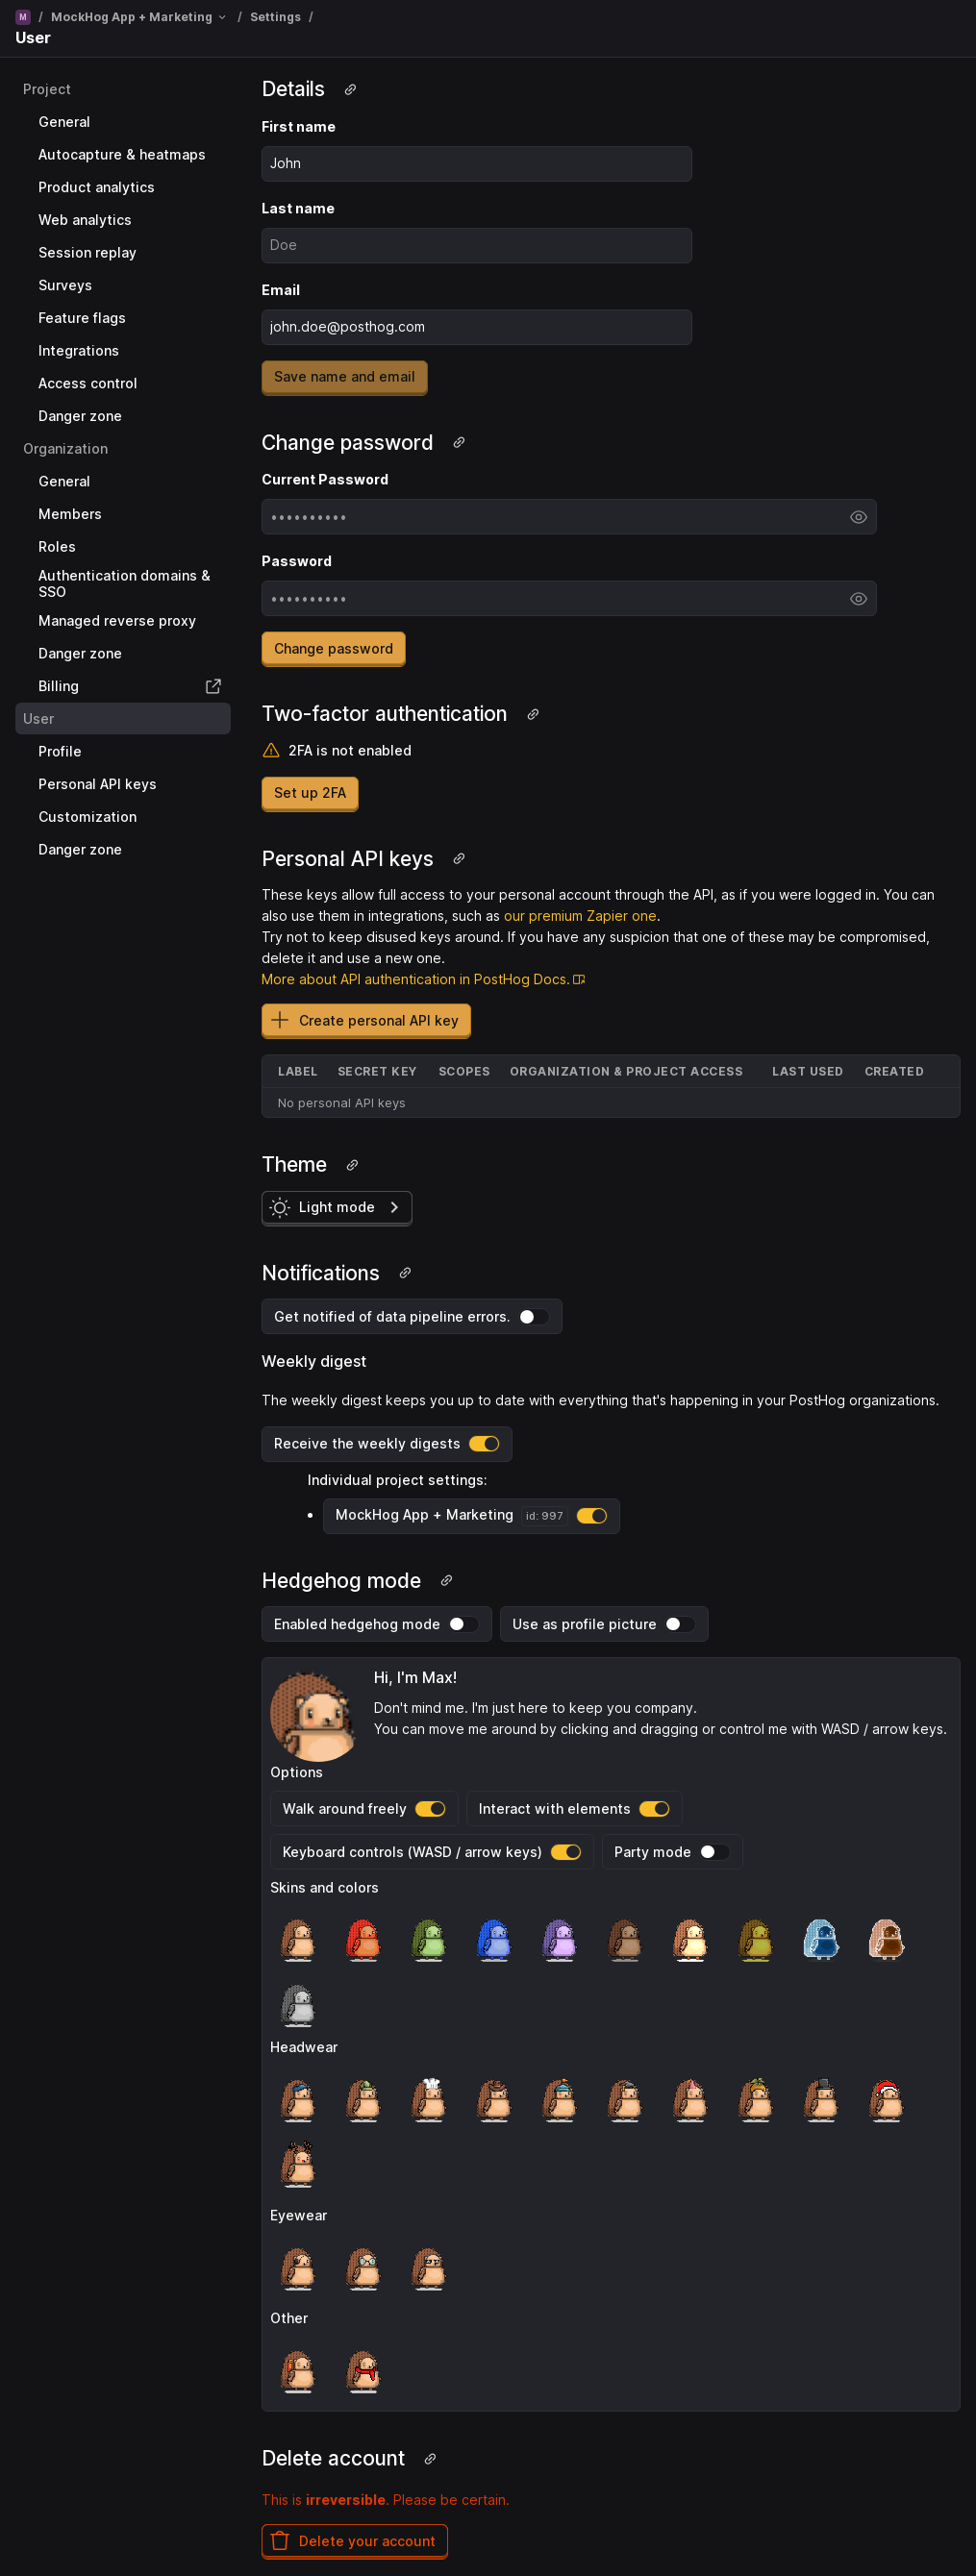 M / MockHog App + Marketing / Settings /
User
Project
General
Autocapture & heatmaps
Product analytics
Web analytics
Session replay
Surveys
Feature flags
Integrations
Access control
Danger zone
Organization
General
Members
Roles
Authentication domains &
SSO
Managed reverse proxy
Danger zone
Billing
User
Profile
Personal API keys
Customization
Danger zone
Details
First name
John
Last name
Doe
Email
john.doe@posthog.com
Save name and email
Change password
Current Password
••••••••••
Password
••••••••••
Change password
Two-factor authentication
2FA is not enabled
Set up 2FA
Personal API keys
These keys allow full access to your personal account through the API, as if you were logged in. You can
also use them in integrations, such as our premium Zapier one.
Try not to keep disused keys around. If you have any suspicion that one of these may be compromised,
delete it and use a new one.
More about API authentication in PostHog Docs.
Create personal API key
LABEL SECRET KEY SCOPES ORGANIZATION & PROJECT ACCESS LAST USED CREATED
No personal API keys
Theme
Light mode
Notifications
Get notified of data pipeline errors.
Weekly digest
The weekly digest keeps you up to date with everything that's happening in your PostHog organizations.
Receive the weekly digests
Individual project settings:
• MockHog App + Marketing id: 997
Hedgehog mode
Enabled hedgehog mode Use as profile picture
Hi, I'm Max!
Don't mind me. I'm just here to keep you company.
You can move me around by clicking and dragging or control me with WASD / arrow keys.
Options
Walk around freely Interact with elements
Keyboard controls (WASD / arrow keys) Party mode
Skins and colors
Headwear
Eyewear
Other
Delete account
This is irreversible. Please be certain.
Delete your account